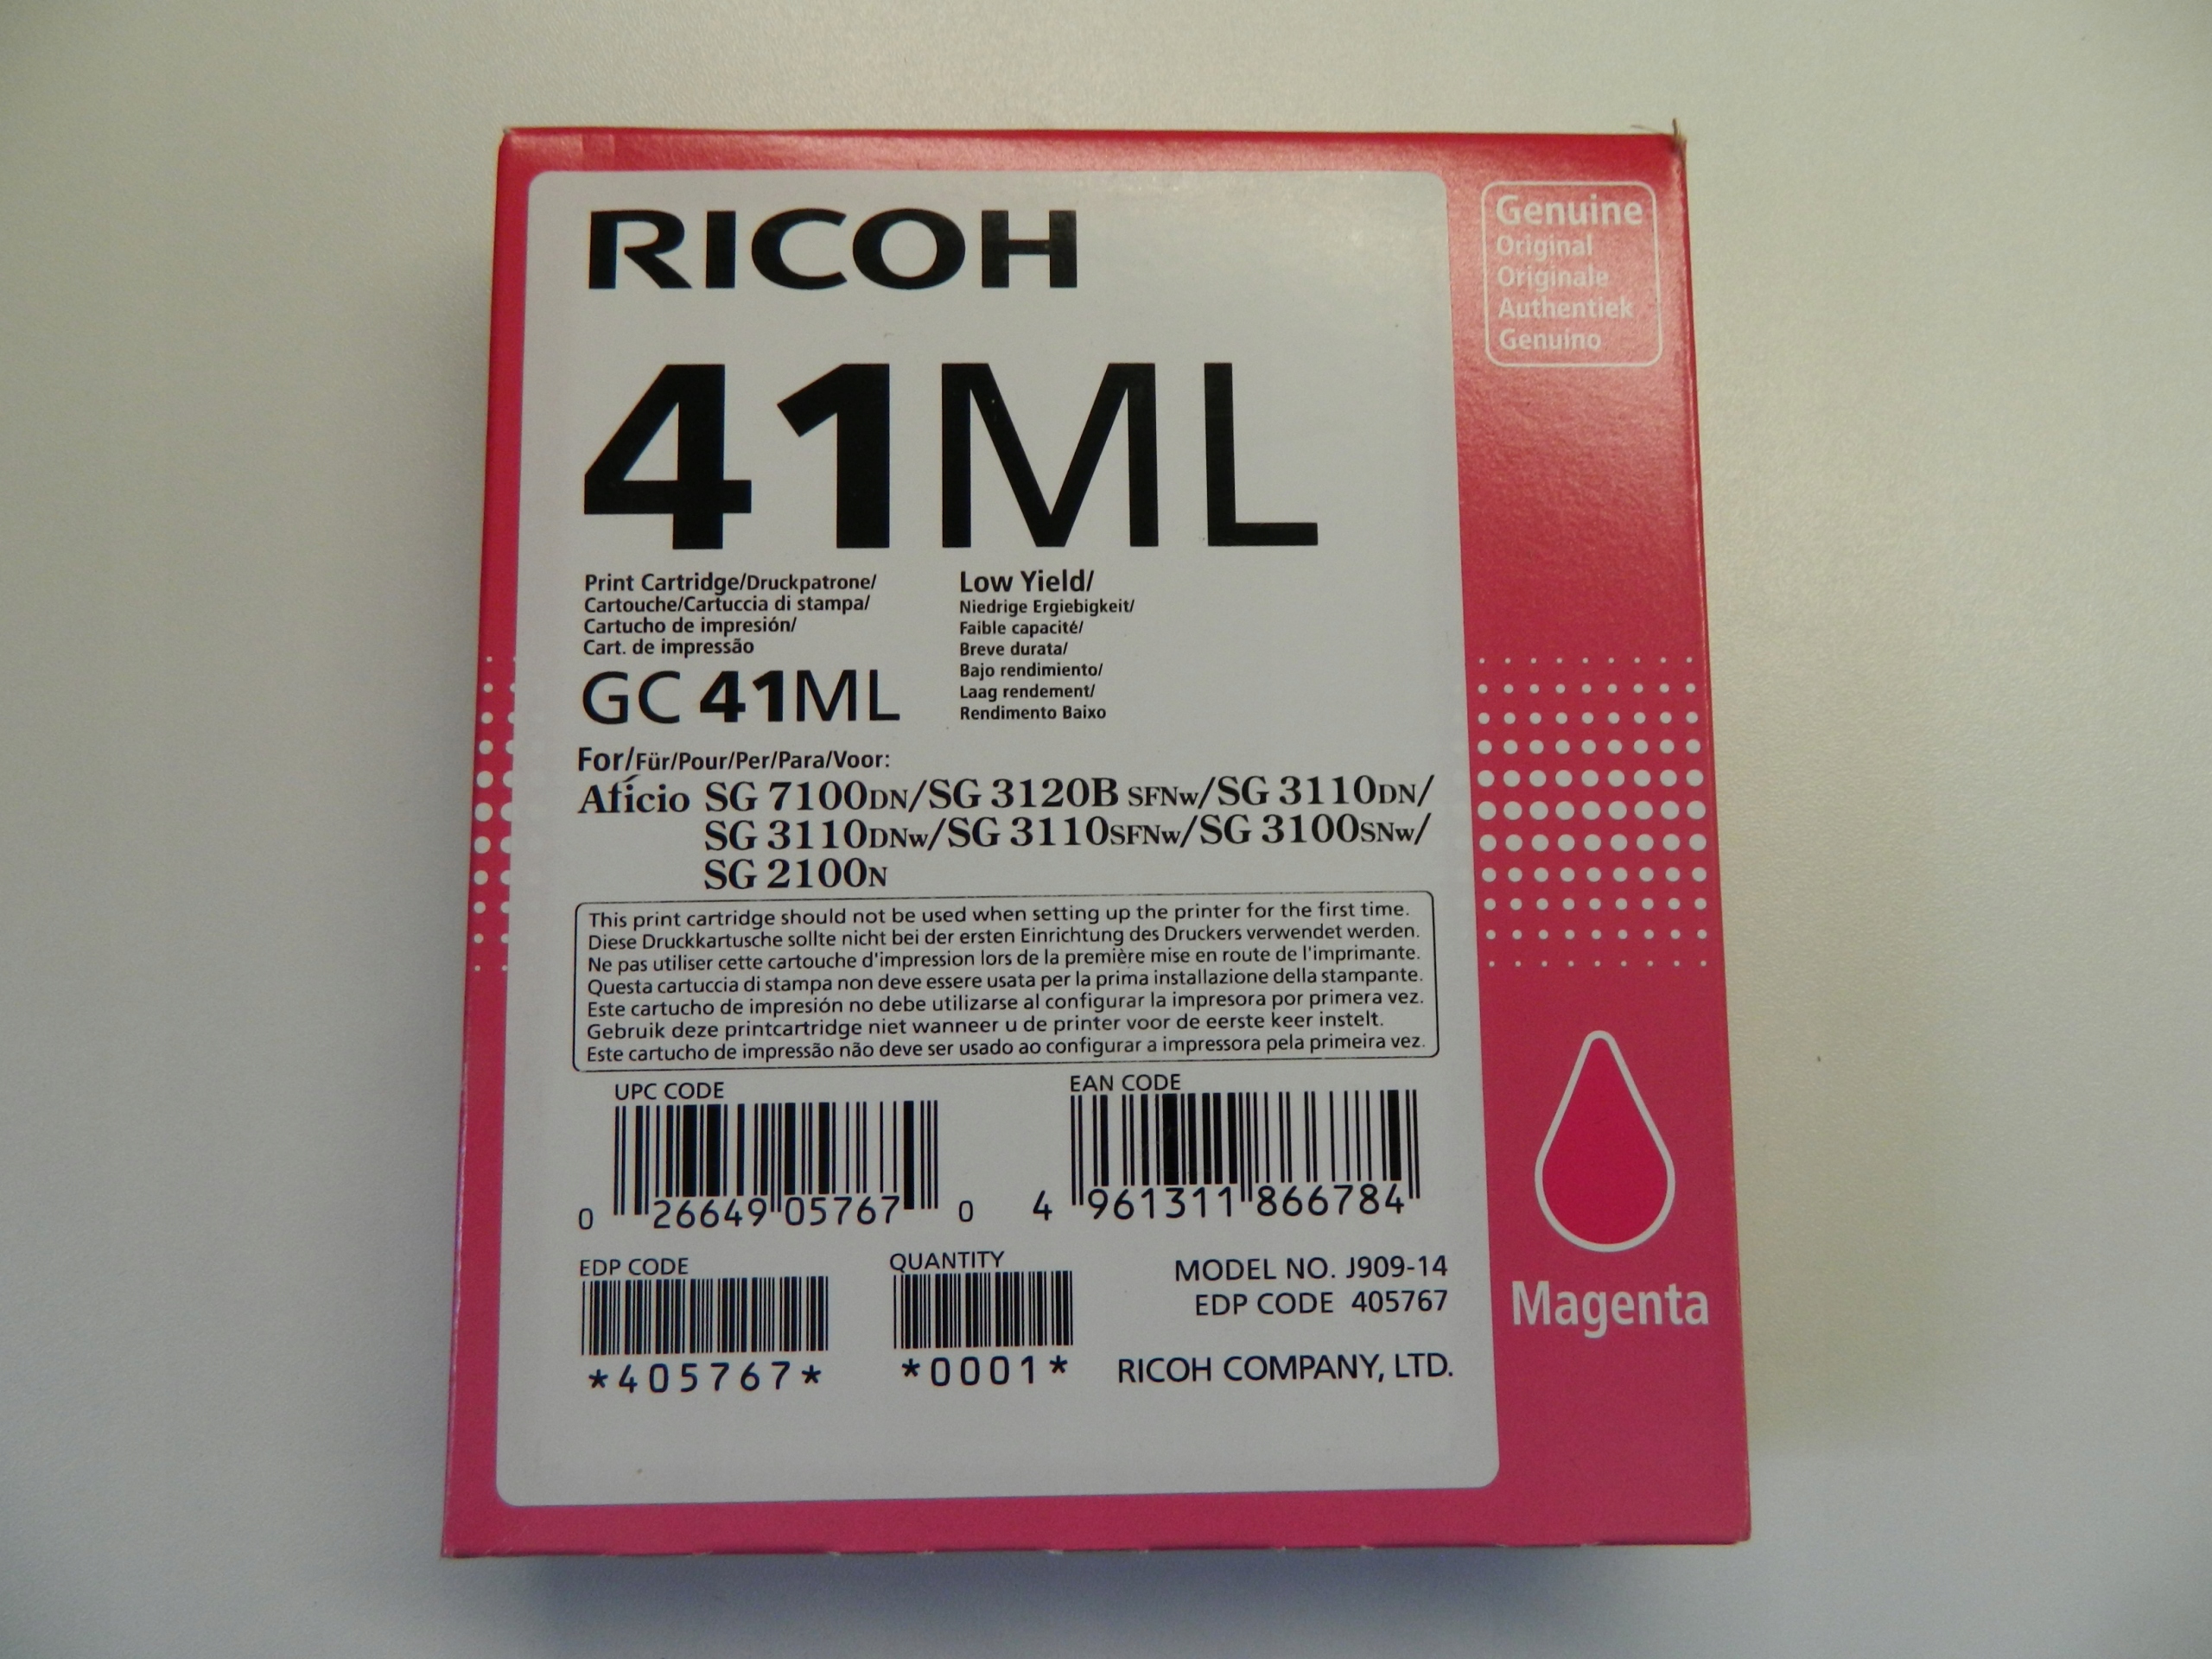 RICOH
Genuine
Original
Originale
Authentiek
Genuíno
41ML
Print Cartridge/Druckpatrone/
Cartouche/Cartuccia di stampa/
Cartucho de impresión/
Cart. de impressão
GC 41ML
Low Yield/
Niedrige Ergiebigkeit/
Faible capacité/
Breve durata/
Bajo rendimiento/
Laag rendement/
Rendimento Baixo
For/Für/Pour/Per/Para/Voor:
Aficio SG 7100DN/SG 3120B SFNw/SG 3110DN/
SG 3110DNw/SG 3110SFNw/SG 3100SNw/
SG 2100N
This print cartridge should not be used when setting up the printer for the first time.
Diese Druckkartusche sollte nicht bei der ersten Einrichtung des Druckers verwendet werden.
Ne pas utiliser cette cartouche d'impression lors de la première mise en route de l'imprimante.
Questa cartuccia di stampa non deve essere usata per la prima installazione della stampante.
Este cartucho de impresión no debe utilizarse al configurar la impresora por primera vez.
Gebruik deze printcartridge niet wanneer u de printer voor de eerste keer instelt.
Este cartucho de impressão não deve ser usado ao configurar a impressora pela primeira vez.
UPC CODE
0 26649 05767 0
EAN CODE
4 961311 866784
EDP CODE
*405767*
QUANTITY
*0001*
MODEL NO. J909-14
EDP CODE 405767
RICOH COMPANY, LTD.
Magenta